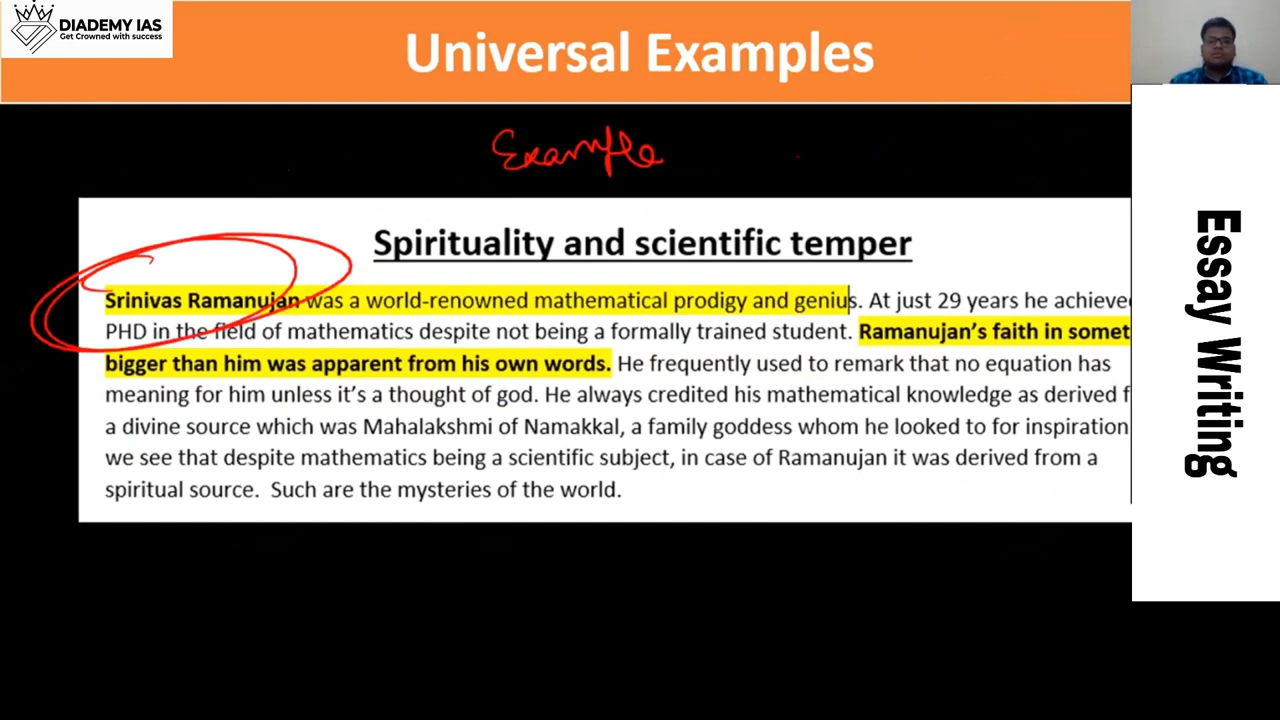 DIADEMY IAS
Get Crowned with success
Universal Examples
Example
Spirituality and scientific temper
Srinivas Ramanujan was a world-renowned mathematical prodigy and genius. At just 29 years he achieve
PHD in the field of mathematics despite not being a formally trained student. Ramanujan's faith in somet
bigger than him was apparent from his own words. He frequently used to remark that no equation has
meaning for him unless it's a thought of god. He always credited his mathematical knowledge as derived f
a divine source which was Mahalakshmi of Namakkal, a family goddess whom he looked to for inspiration
we see that despite mathematics being a scientific subject, in case of Ramanujan it was derived from a
spiritual source. Such are the mysteries of the world.
Essay Writing